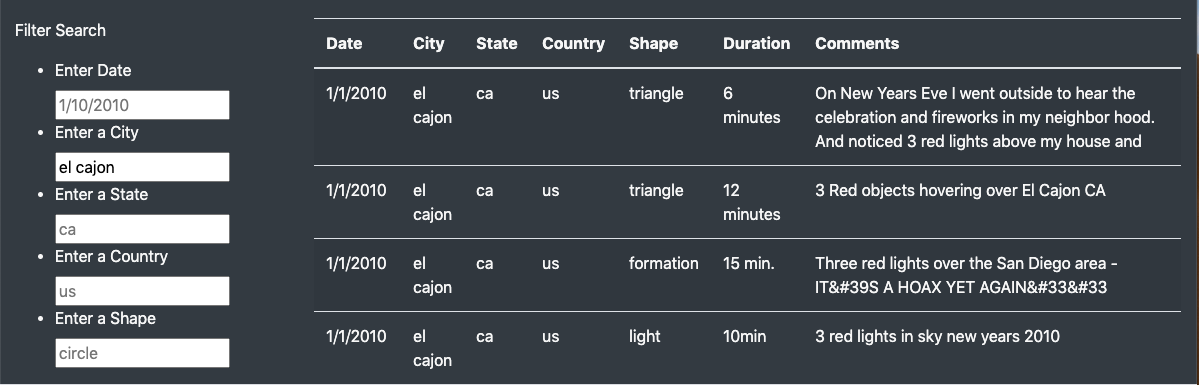 Filter Search
Enter Date
1/10/2010
Enter a City
el cajon
Enter a State
ca
Enter a Country
us
Enter a Shape
circle
Date City State Country Shape Duration Comments
1/1/2010 el ca us triangle 6 On New Years Eve I went outside to hear the
cajon minutes celebration and fireworks in my neighbor hood.
And noticed 3 red lights above my house and
1/1/2010 el ca us triangle 12 3 Red objects hovering over El Cajon CA
cajon minutes
1/1/2010 el ca us formation 15 min. Three red lights over the San Diego area -
cajon IT&#39S A HOAX YET AGAIN&#33&#33
1/1/2010 el ca us light 10min 3 red lights in sky new years 2010
cajon